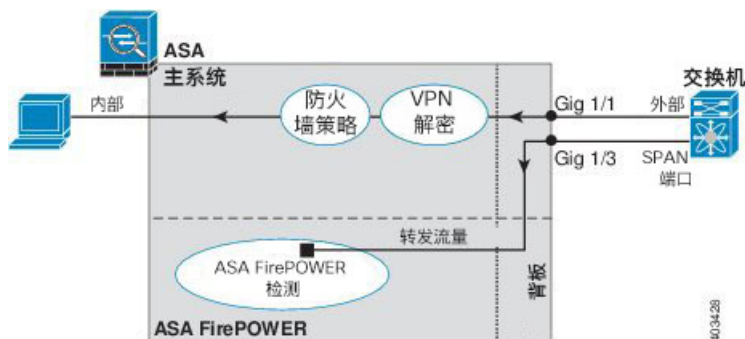 ASA
主系统
交换机
内部
防火
墙策略
VPN
解密
Gig 1/1
外部
Gig 1/3
SPAN
端口
转发流量
ASA FirePOWER
检测
背板
ASA FirePOWER
403428